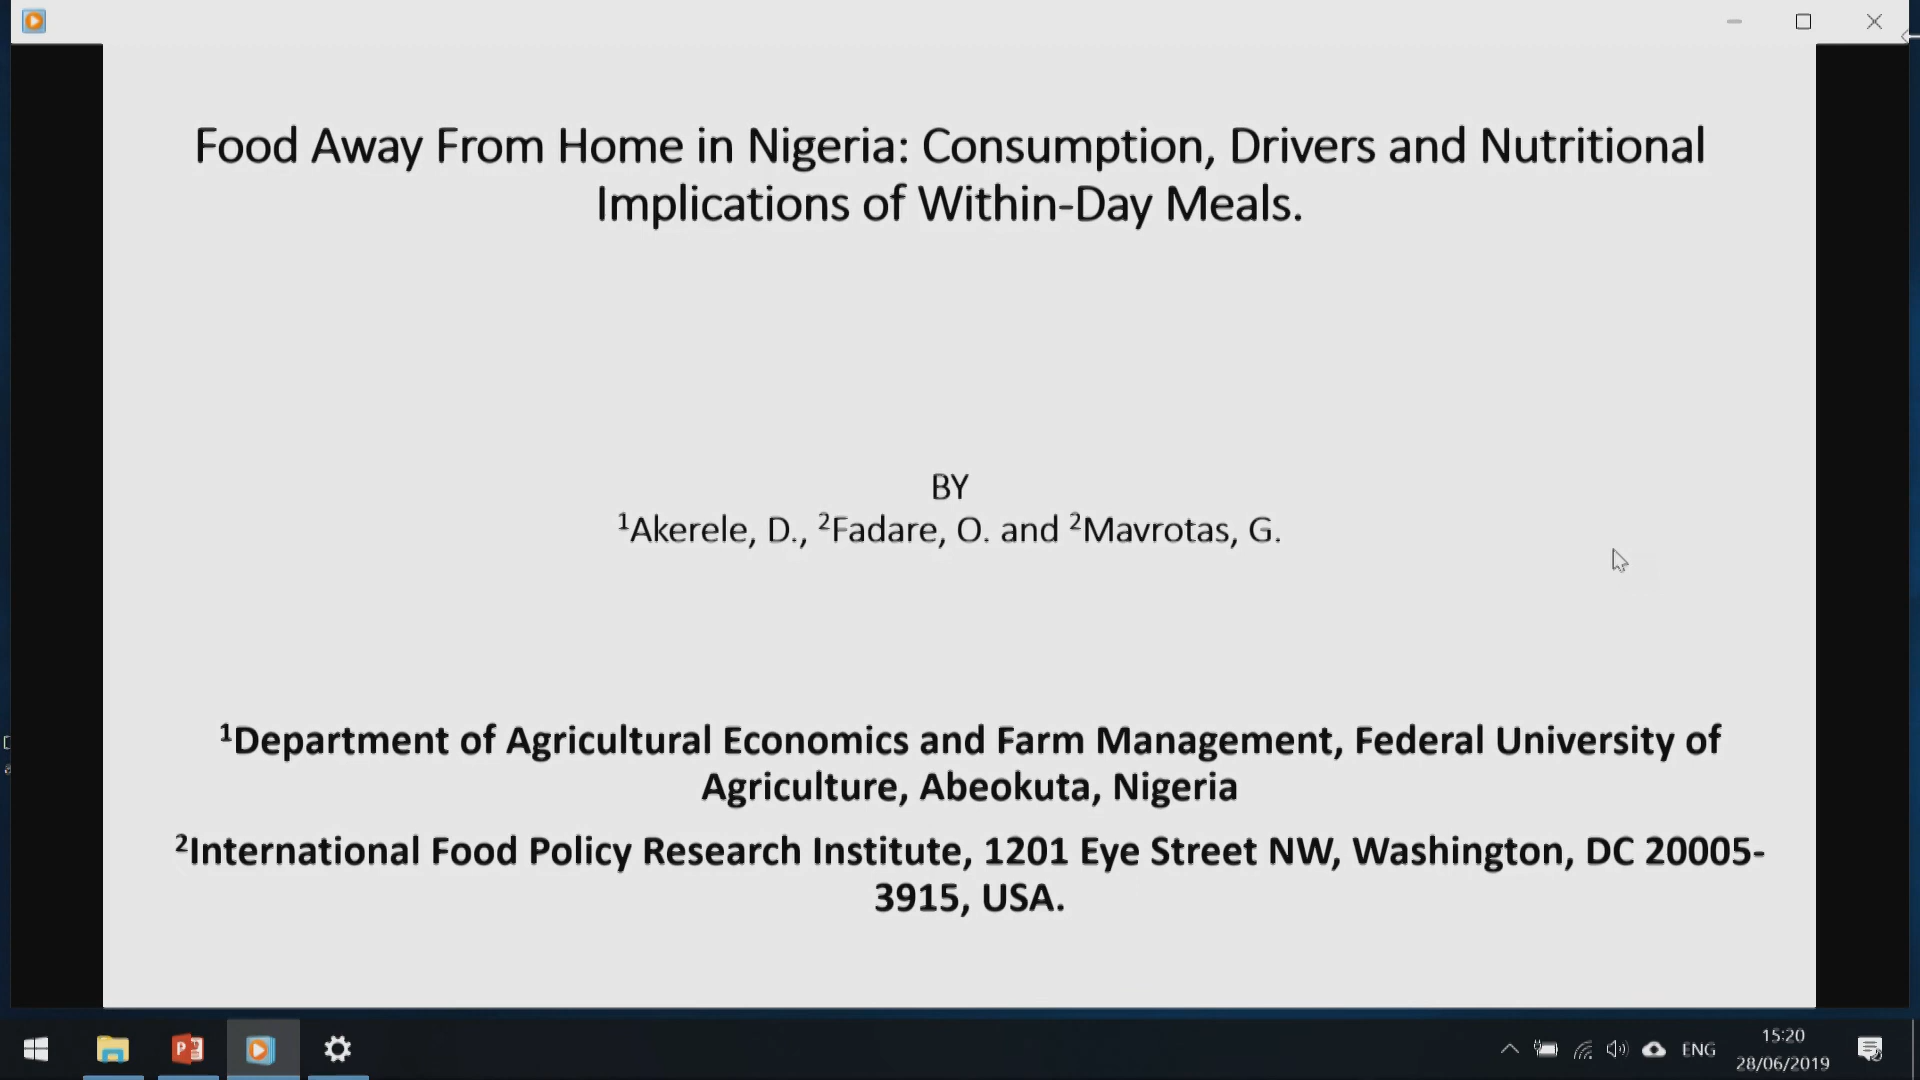 Food Away From Home in Nigeria: Consumption, Drivers and Nutritional
Implications of Within-Day Meals.
BY
¹Akerele, D., ²Fadare, O. and ²Mavrotas, G.
¹Department of Agricultural Economics and Farm Management, Federal University of
Agriculture, Abeokuta, Nigeria
²International Food Policy Research Institute, 1201 Eye Street NW, Washington, DC 20005-
3915, USA.
ENG
15:20
28/06/2019